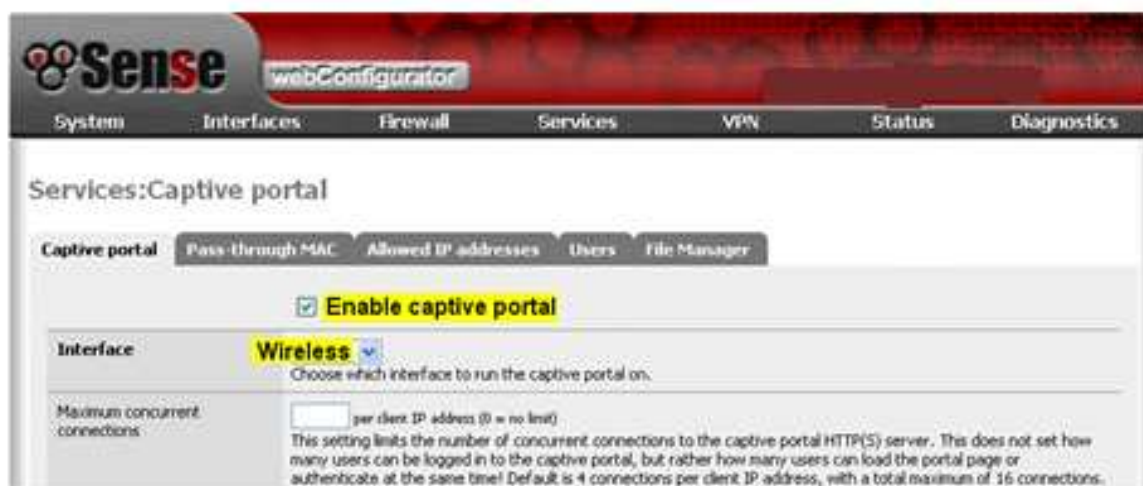 pfSense
webConfigurator
System Interfaces Firewall Services VPN Status Diagnostics
Services:Captive portal
Captive portal Pass-through MAC Allowed IP addresses Users File Manager
Enable captive portal
Interface
Wireless
Choose which interface to run the captive portal on.
Maximum concurrent
connections
per client IP address (0 = no limit)
This setting limits the number of concurrent connections to the captive portal HTTP(S) server. This does not set how
many users can be logged in to the captive portal, but rather how many users can load the portal page or
authenticate at the same time! Default is 4 connections per client IP address, with a total maximum of 16 connections.